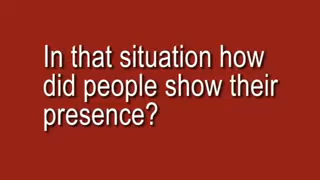 In that situation how
did people show their
presence?